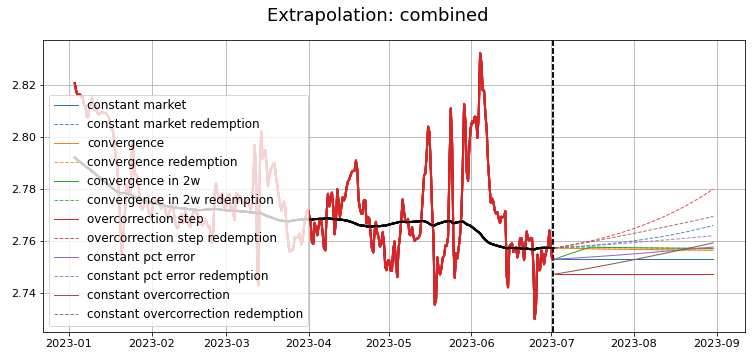 Extrapolation: combined
2.82
2.80
2.78
2.76
2.74
constant market
constant market redemption
convergence
convergence redemption
convergence in 2w
convergence in 2w redemption
overcorrection step
overcorrection step redemption
constant pct error
constant pct error redemption
constant overcorrection
constant overcorrection redemption
2023-01 2023-02 2023-03 2023-04 2023-05 2023-06 2023-07 2023-08 2023-09